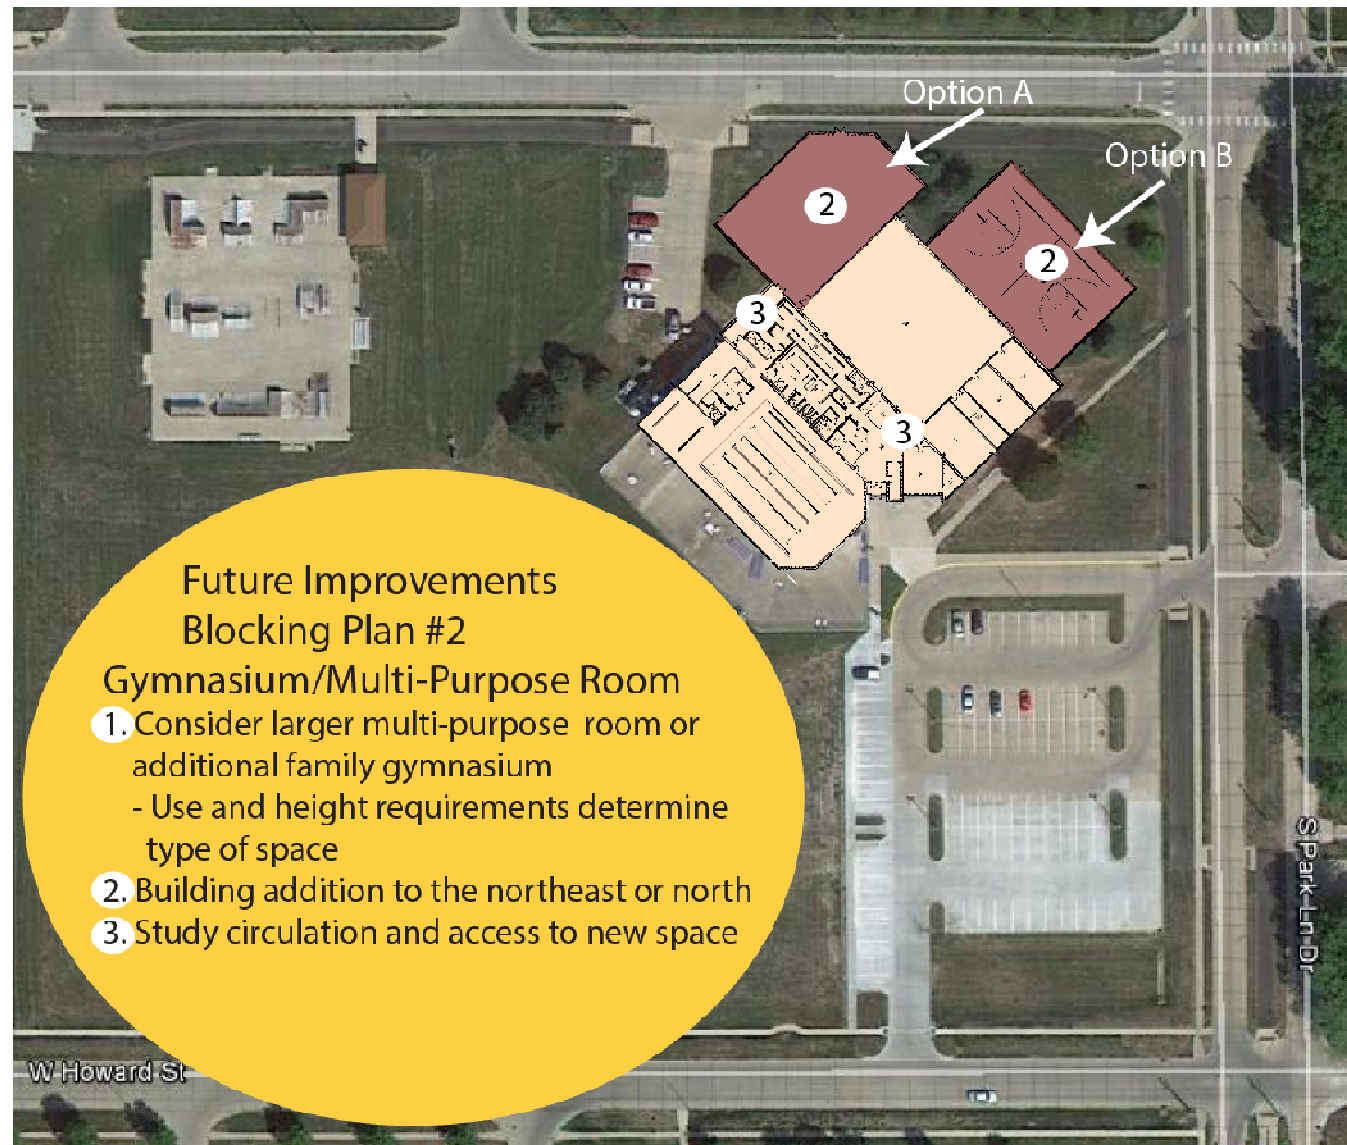 Option A
Option B
2
2
3
3
Future Improvements
Blocking Plan #2
Gymnasium/Multi-Purpose Room
1. Consider larger multi-purpose room or
additional family gymnasium
- Use and height requirements determine
type of space
2. Building addition to the northeast or north
3. Study circulation and access to new space
S Park Ln Dr
W Howard St